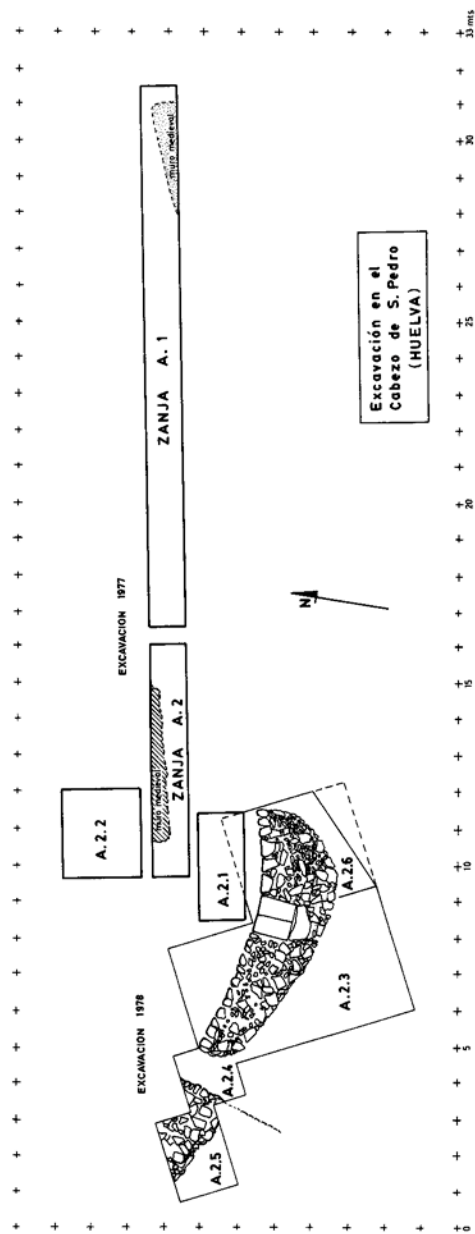 EXCAVACION 1978
EXCAVACION 1977
A.2.5
A.2.4
A.2.3
A.2.6
A.2.1
A.2.2
muro medieval
ZANJA A.2
ZANJA A.1
muro medieval
N
Excavación en el
Cabezo de S. Pedro
(HUELVA)
0
5
10
15
20
25
30
33 mts